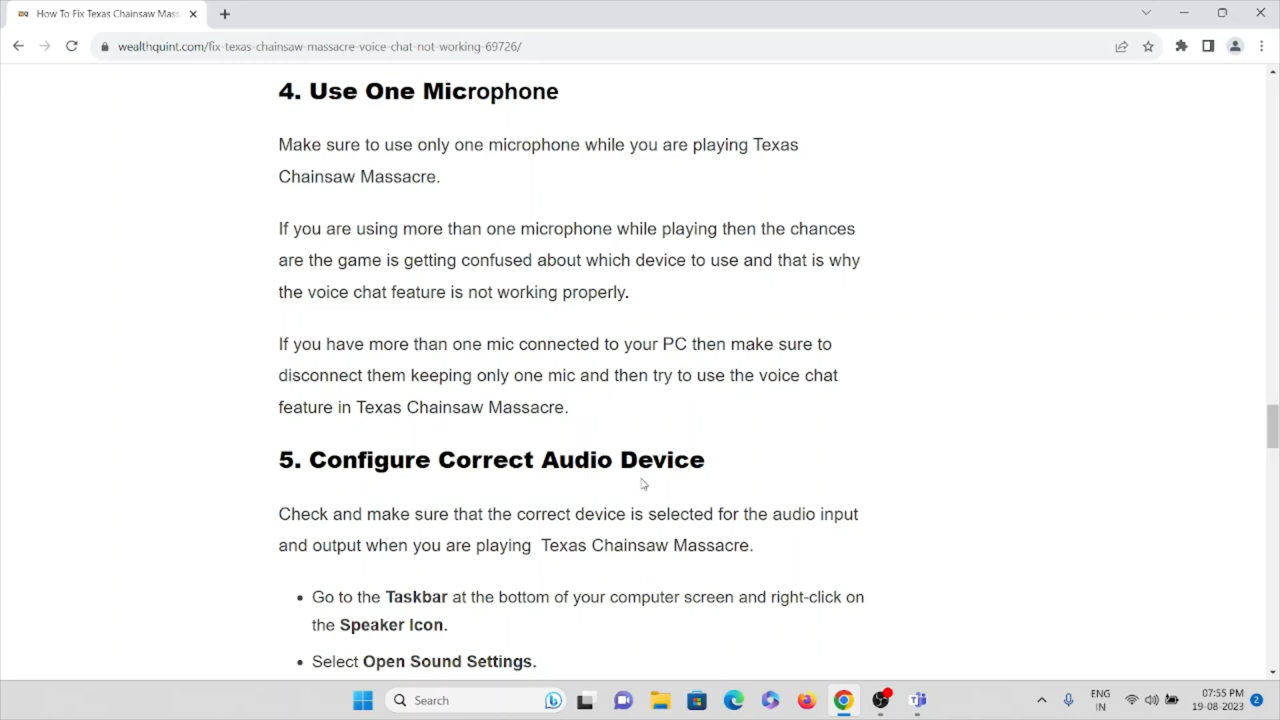 How To Fix Texas Chainsaw Mass
wealthquint.com/fix-texas-chainsaw-massacre-voice-chat-not-working-69726/
4. Use One Microphone
Make sure to use only one microphone while you are playing Texas
Chainsaw Massacre.
If you are using more than one microphone while playing then the chances
are the game is getting confused about which device to use and that is why
the voice chat feature is not working properly.
If you have more than one mic connected to your PC then make sure to
disconnect them keeping only one mic and then try to use the voice chat
feature in Texas Chainsaw Massacre.
5. Configure Correct Audio Device
Check and make sure that the correct device is selected for the audio input
and output when you are playing  Texas Chainsaw Massacre.
• Go to the Taskbar at the bottom of your computer screen and right-click on
the Speaker Icon.
• Select Open Sound Settings.
Search
ENG
IN
07:55 PM
19-08-2023
2